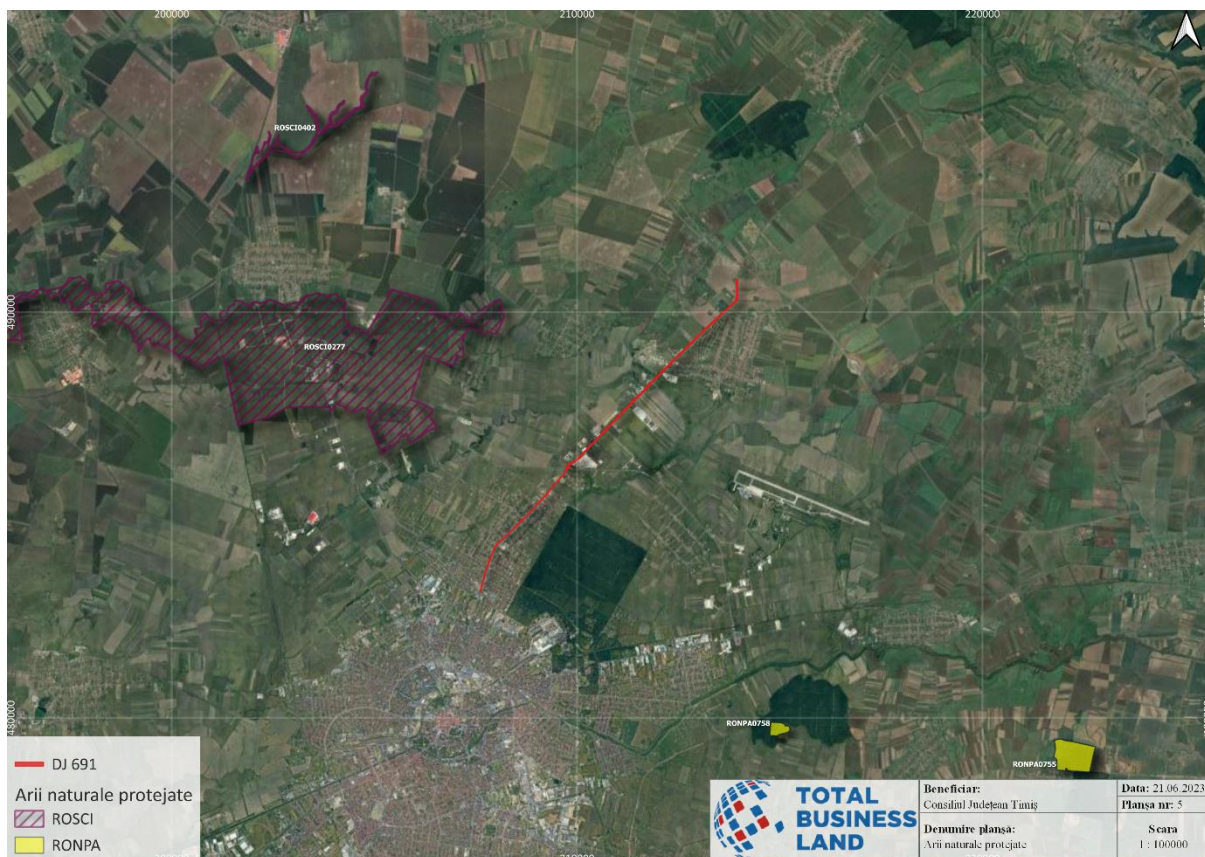 200000
210000
220000
ROSCI0402
490000
ROSCI0277
480000
RONPA0758
RONPA0755
DJ 691
Arii naturale protejate
ROSCI
RONPA
TOTAL
BUSINESS
LAND
Beneficiar:
Consiliul Județean Timiș
Denumire planșă:
Arii naturale protejate
Data: 21.06.2023
Planșa nr: 5
Scara
1 : 100000
210000